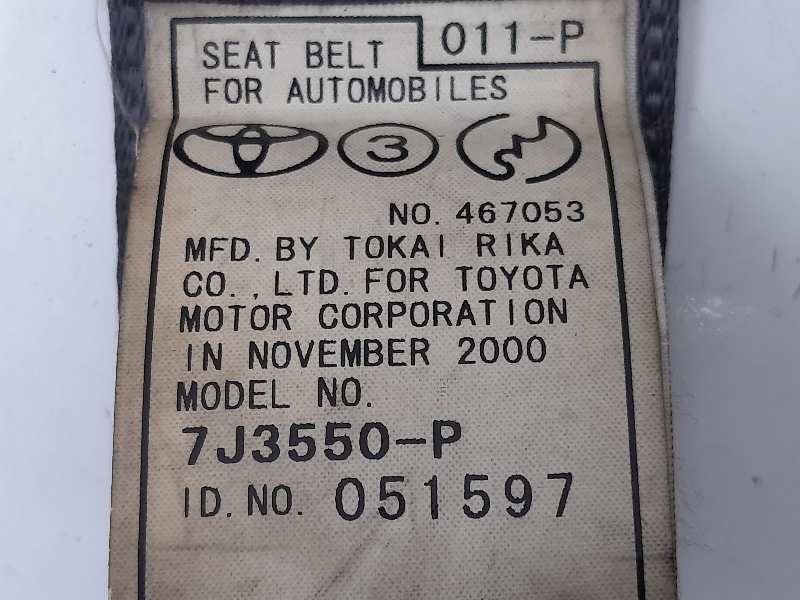 011-P
SEAT BELT
FOR AUTOMOBILES
3
NO. 467053
MFD. BY TOKAI RIKA
CO., LTD. FOR TOYOTA
MOTOR CORPORATION
IN NOVEMBER 2000
MODEL NO.
7J3550-P
ID. NO. 051597